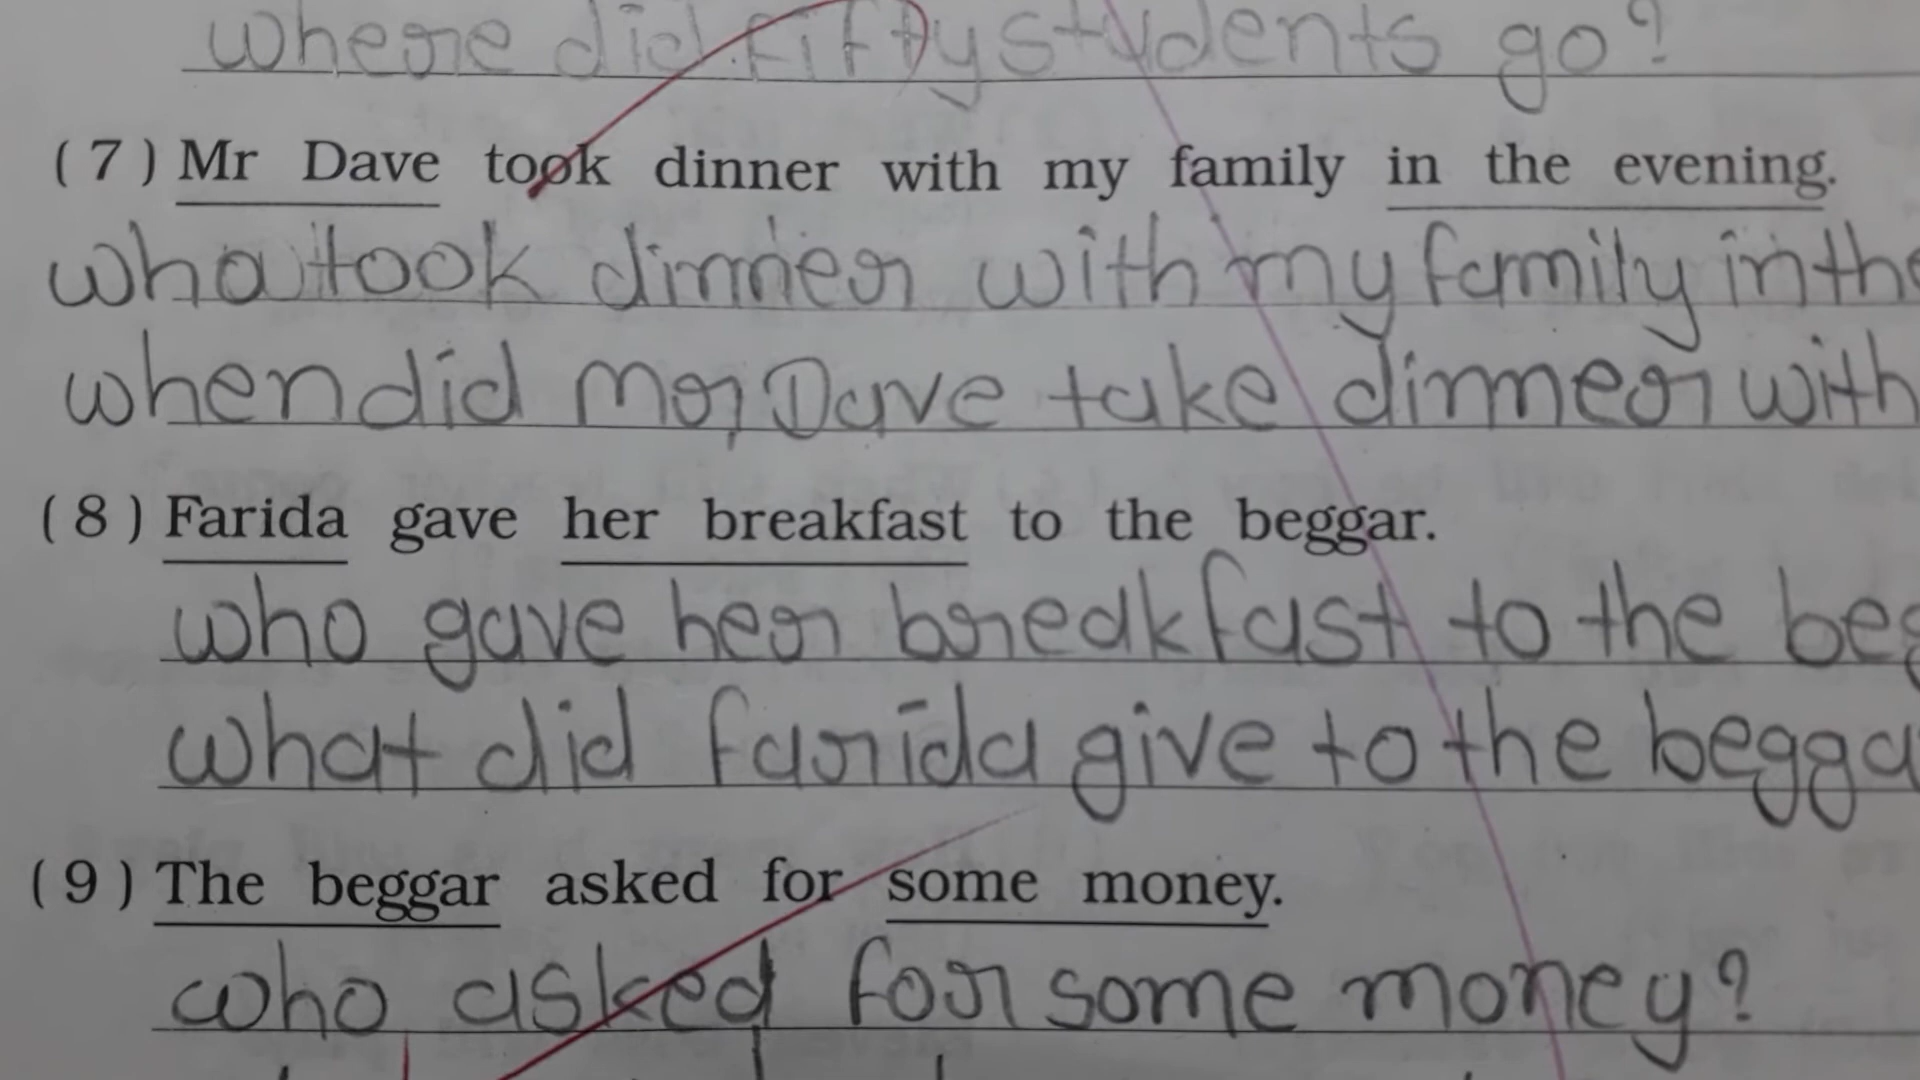 where did fifty students go?
(7) Mr Dave took dinner with my family in the evening.
who took dinner with my family in the
when did Mr, Dave take dinner with
(8) Farida gave her breakfast to the beggar.
who gave her breakfast to the beg
what did farida give to the begga
(9) The beggar asked for some money.
who asked for some money?